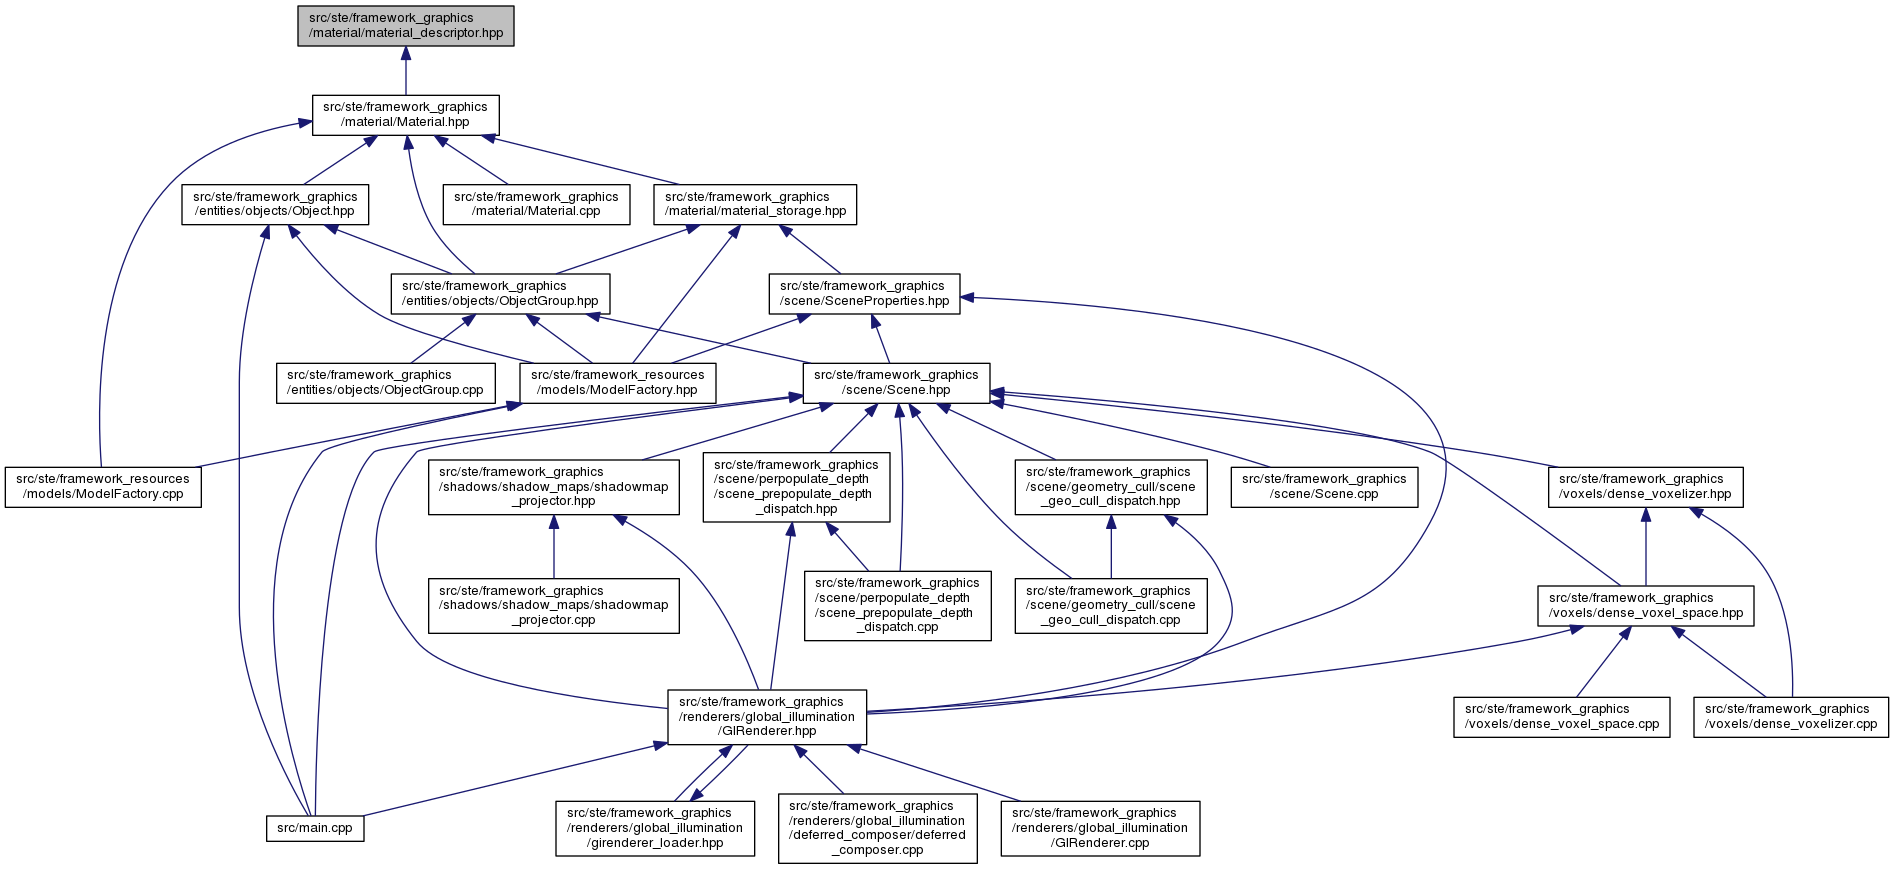 src/ste/framework_graphics
/material/material_descriptor.hpp
src/ste/framework_graphics
/material/Material.hpp
src/ste/framework_graphics
/entities/objects/Object.hpp
src/ste/framework_graphics
/material/Material.cpp
src/ste/framework_graphics
/material/material_storage.hpp
src/ste/framework_graphics
/entities/objects/ObjectGroup.hpp
src/ste/framework_graphics
/scene/SceneProperties.hpp
src/ste/framework_graphics
/entities/objects/ObjectGroup.cpp
src/ste/framework_resources
/models/ModelFactory.hpp
src/ste/framework_graphics
/scene/Scene.hpp
src/ste/framework_resources
/models/ModelFactory.cpp
src/ste/framework_graphics
/shadows/shadow_maps/shadowmap
_projector.hpp
src/ste/framework_graphics
/scene/perpopulate_depth
/scene_prepopulate_depth
_dispatch.hpp
src/ste/framework_graphics
/scene/geometry_cull/scene
_geo_cull_dispatch.hpp
src/ste/framework_graphics
/scene/Scene.cpp
src/ste/framework_graphics
/voxels/dense_voxelizer.hpp
src/ste/framework_graphics
/shadows/shadow_maps/shadowmap
_projector.cpp
src/ste/framework_graphics
/scene/perpopulate_depth
/scene_prepopulate_depth
_dispatch.cpp
src/ste/framework_graphics
/scene/geometry_cull/scene
_geo_cull_dispatch.cpp
src/ste/framework_graphics
/voxels/dense_voxel_space.hpp
src/ste/framework_graphics
/renderers/global_illumination
/GIRenderer.hpp
src/ste/framework_graphics
/voxels/dense_voxel_space.cpp
src/ste/framework_graphics
/voxels/dense_voxelizer.cpp
src/main.cpp
src/ste/framework_graphics
/renderers/global_illumination
/girenderer_loader.hpp
src/ste/framework_graphics
/renderers/global_illumination
/deferred_composer/deferred
_composer.cpp
src/ste/framework_graphics
/renderers/global_illumination
/GIRenderer.cpp